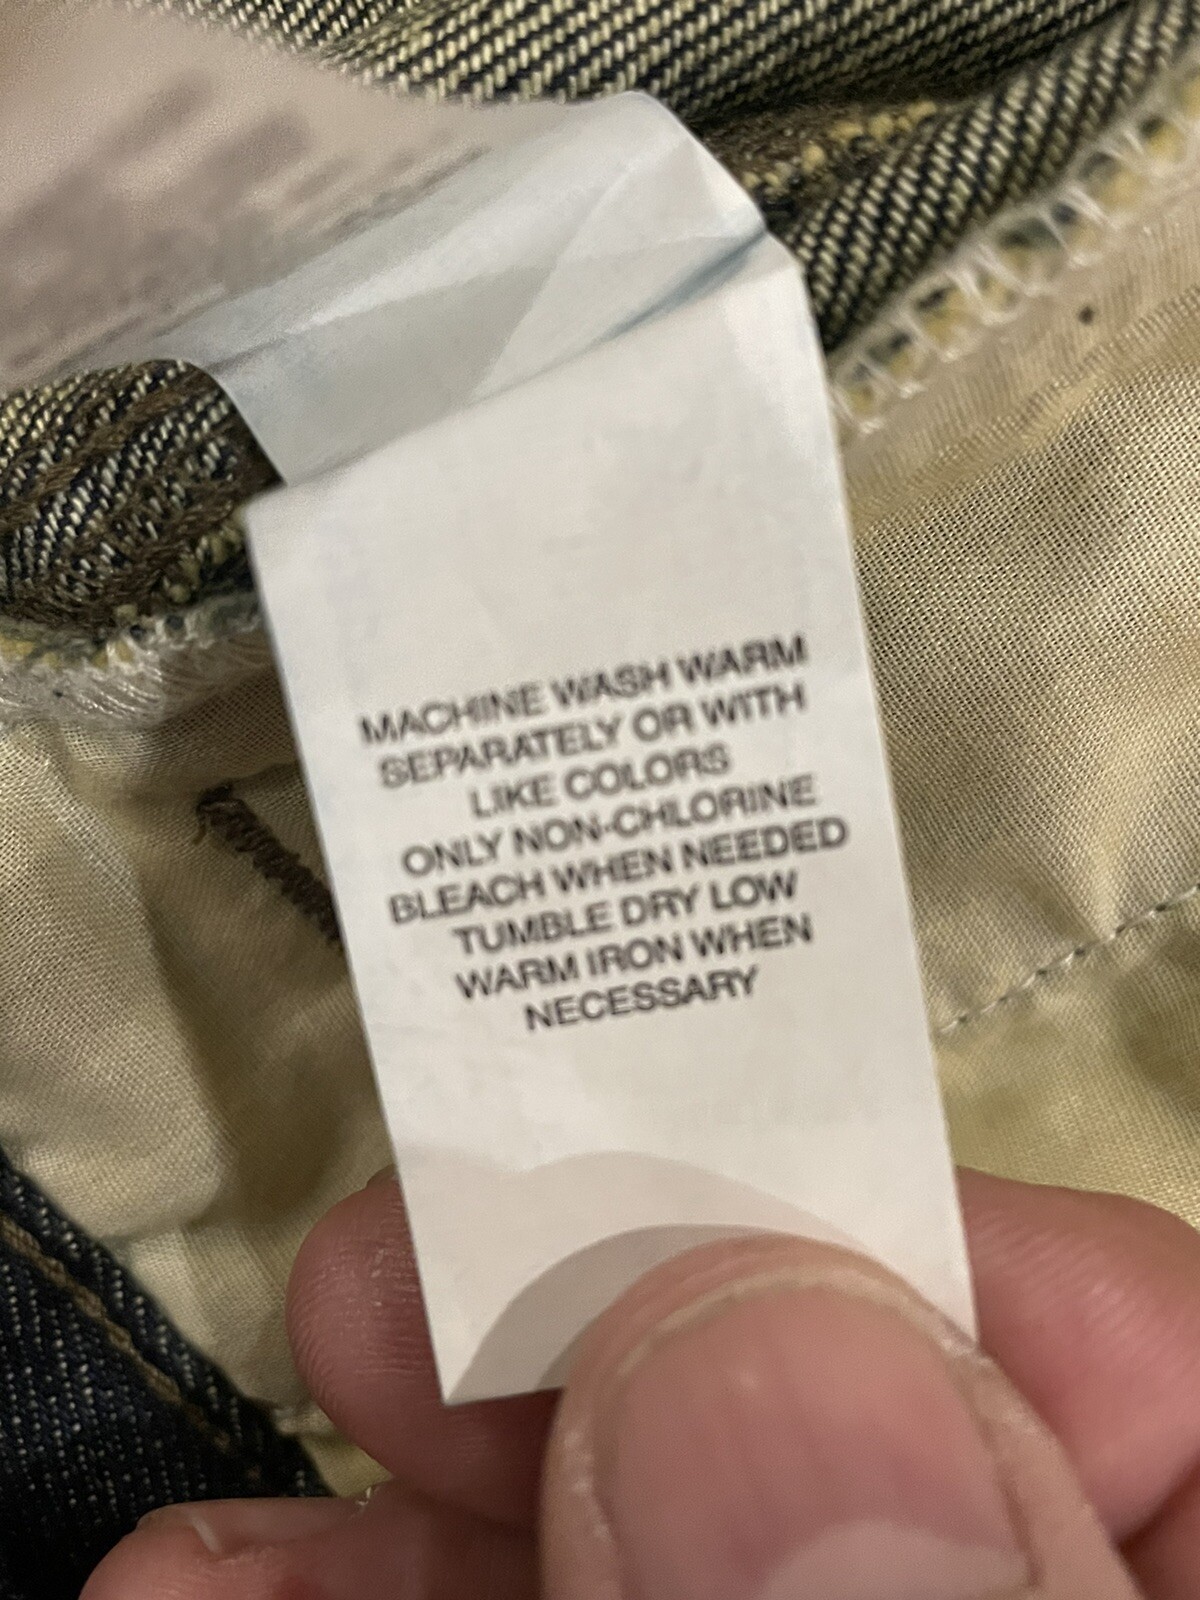 MACHINE WASH WARM
SEPARATELY OR WITH
LIKE COLORS
ONLY NON-CHLORINE
BLEACH WHEN NEEDED
TUMBLE DRY LOW
WARM IRON WHEN
NECESSARY